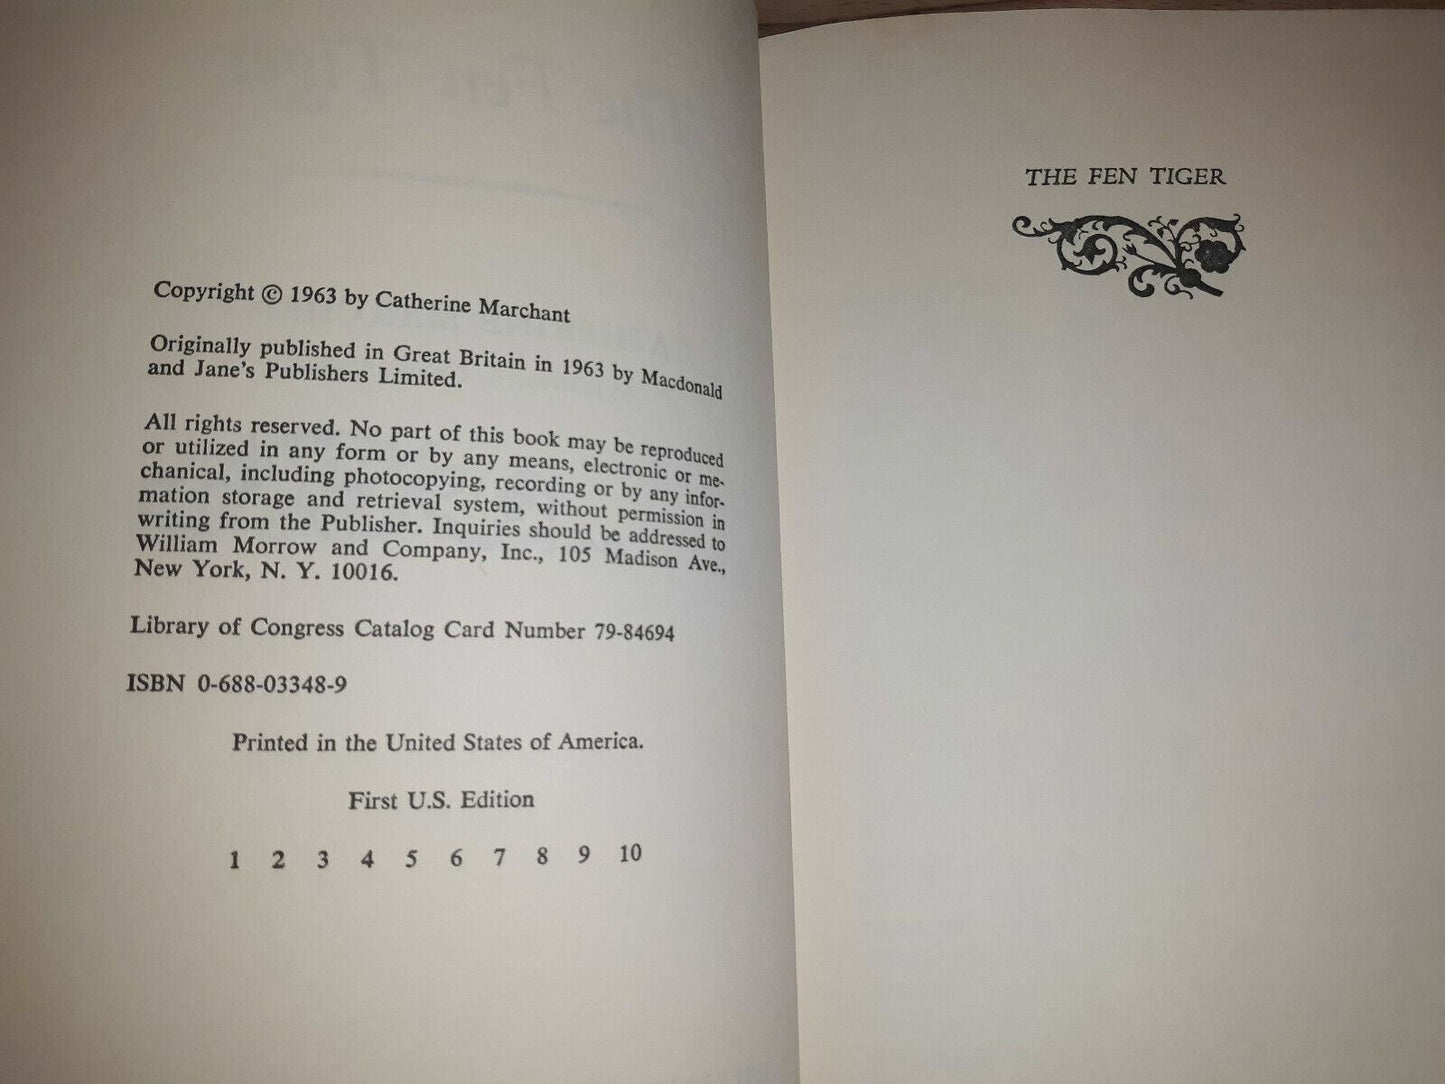 Copyright © 1963 by Catherine Marchant
Originally published in Great Britain in 1963 by Macdonald
and Jane's Publishers Limited.
All rights reserved. No part of this book may be reproduced
or utilized in any form or by any means, electronic or me-
chanical, including photocopying, recording or by any infor-
mation storage and retrieval system, without permission in
writing from the Publisher. Inquiries should be addressed to
William Morrow and Company, Inc., 105 Madison Ave.,
New York, N. Y. 10016.
Library of Congress Catalog Card Number 79-84694
ISBN 0-688-03348-9
Printed in the United States of America.
First U.S. Edition
1 2 3 4 5 6 7 8 9 10
THE FEN TIGER